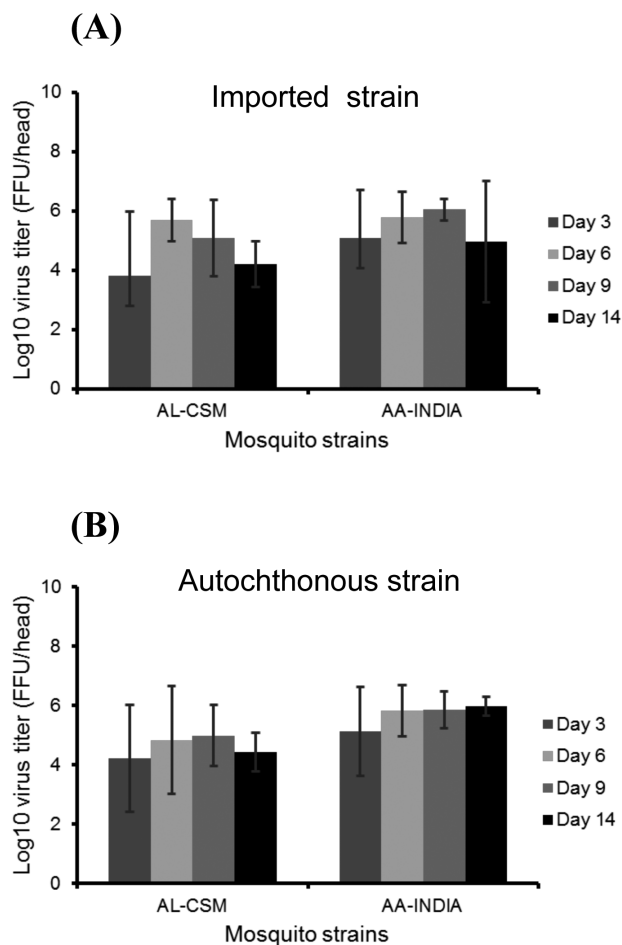 (A)
Imported strain
Log10 virus titer (FFU/head)
10
8
6
4
2
0
AL-CSM
AA-INDIA
Mosquito strains
Day 3
Day 6
Day 9
Day 14
(B)
Autochthonous strain
Log10 virus titer (FFU/head)
10
8
6
4
2
0
AL-CSM
AA-INDIA
Mosquito strains
Day 3
Day 6
Day 9
Day 14